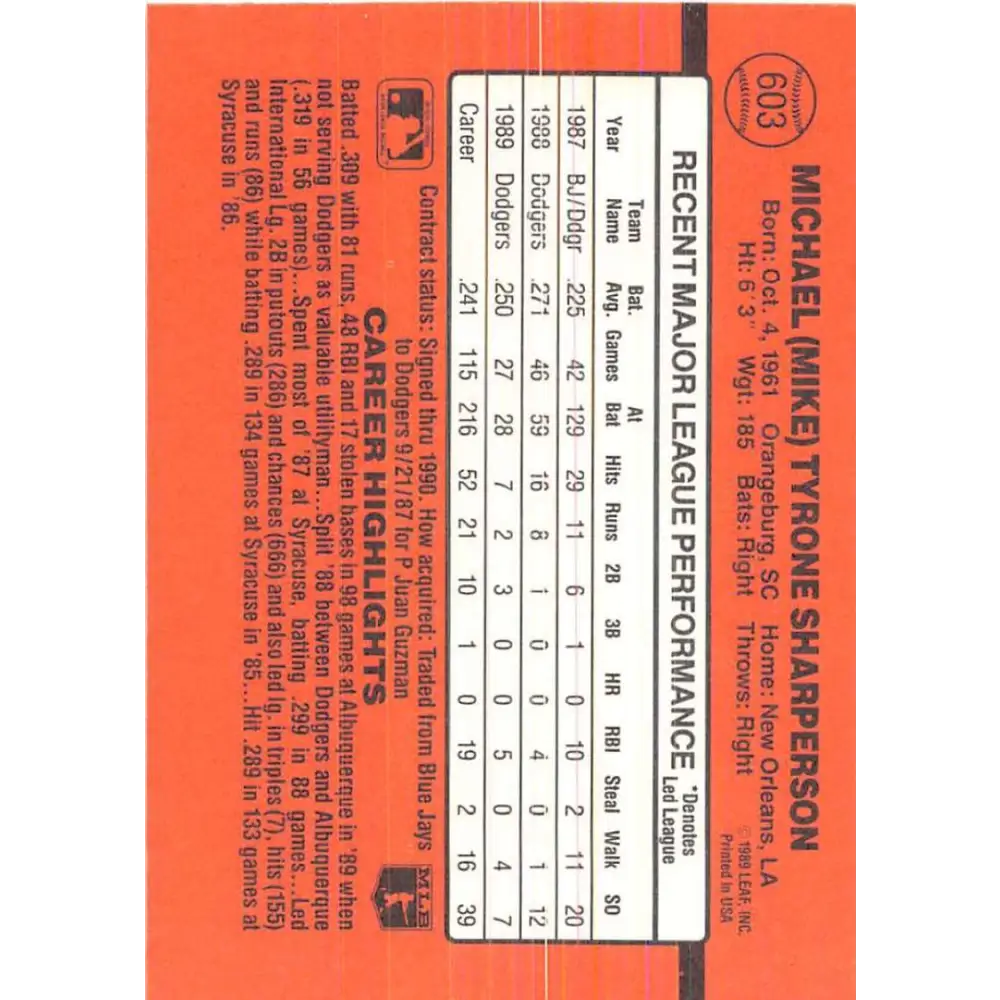 603
MICHAEL (MIKE) TYRONE SHARPERSON
Born: Oct. 4, 1961 Orangeburg, SC Home: New Orleans, LA
Ht: 6'3" Wgt: 185 Bats: Right Throws: Right
© 1989 LEAF, INC.
Printed in USA
RECENT MAJOR LEAGUE PERFORMANCE *Denotes Led League
Year Team Name Bat. Avg. Games At Bat Hits Runs 2B 3B HR RBI Steal Walk SO
1987 BJ/Ddgr .225 42 129 29 11 6 1 0 10 2 11 20
1988 Dodgers .271 46 59 16 8 1 0 0 4 0 1 12
1989 Dodgers .250 27 28 7 2 3 0 0 5 0 4 7
Career .241 115 216 52 21 10 1 0 19 2 16 39
Contract status: Signed thru 1990. How acquired: Traded from Blue Jays
to Dodgers 9/21/87 for P Juan Guzman
MLB
CAREER HIGHLIGHTS
Batted .309 with 81 runs, 48 RBI and 17 stolen bases in 98 games at Albuquerque in '89 when
not serving Dodgers as valuable utilityman...Split '88 between Dodgers and Albuquerque
(.319 in 56 games)...Spent most of '87 at Syracuse, batting .299 in 88 games...Led
International Lg. 2B in putouts (286) and chances (666) and also led lg. in triples (7), hits (155)
and runs (86) while batting .289 in 134 games at Syracuse in '85...Hit .289 in 133 games at
Syracuse in '86.